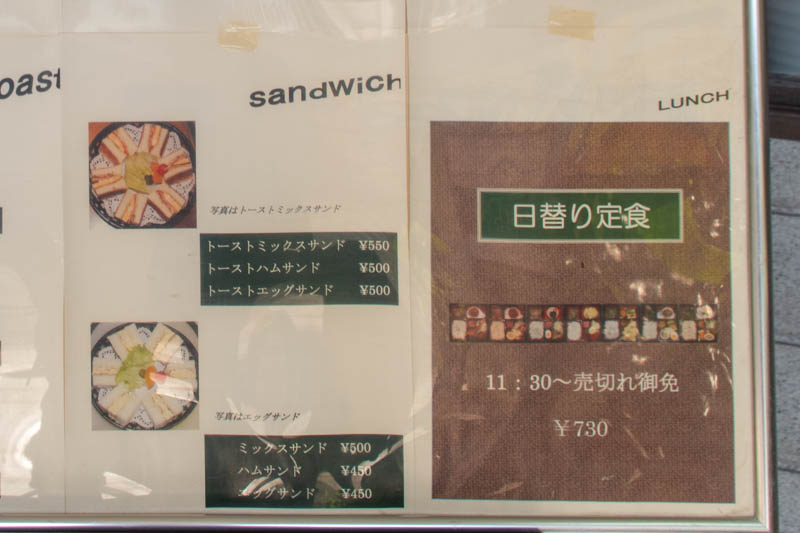 oast
sandwich
写真はトーストミックスサンド
トーストミックスサンド ¥550
トーストハムサンド ¥500
トーストエッグサンド ¥500
写真はエッグサンド
ミックスサンド ¥500
ハムサンド ¥450
エッグサンド ¥450
LUNCH
日替り定食
11：30～売切れ御免
¥730